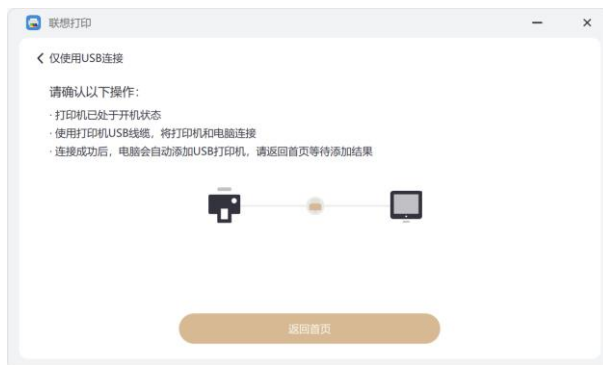 联想打印
仅使用USB连接
请确认以下操作：
· 打印机已处于开机状态
· 使用打印机USB线缆，将打印机和电脑连接
· 连接成功后，电脑会自动添加USB打印机，请返回首页等待添加结果
返回首页